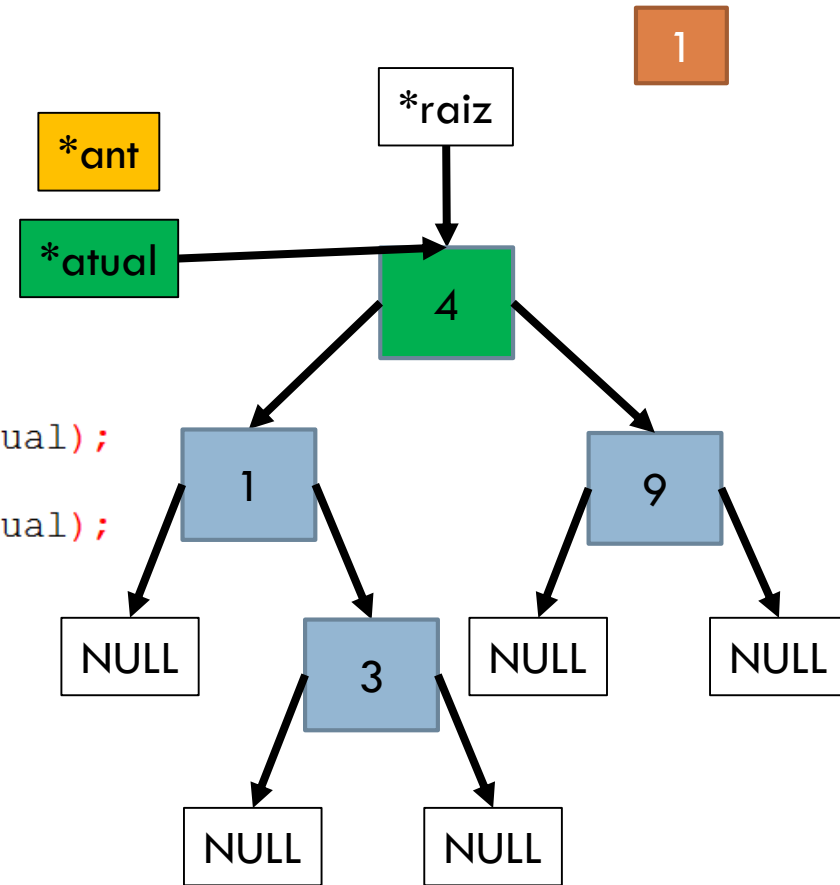 1
*raiz
*ant
*atual
4
ual);
1
9
ual);
NULL
3
NULL
NULL
NULL
NULL